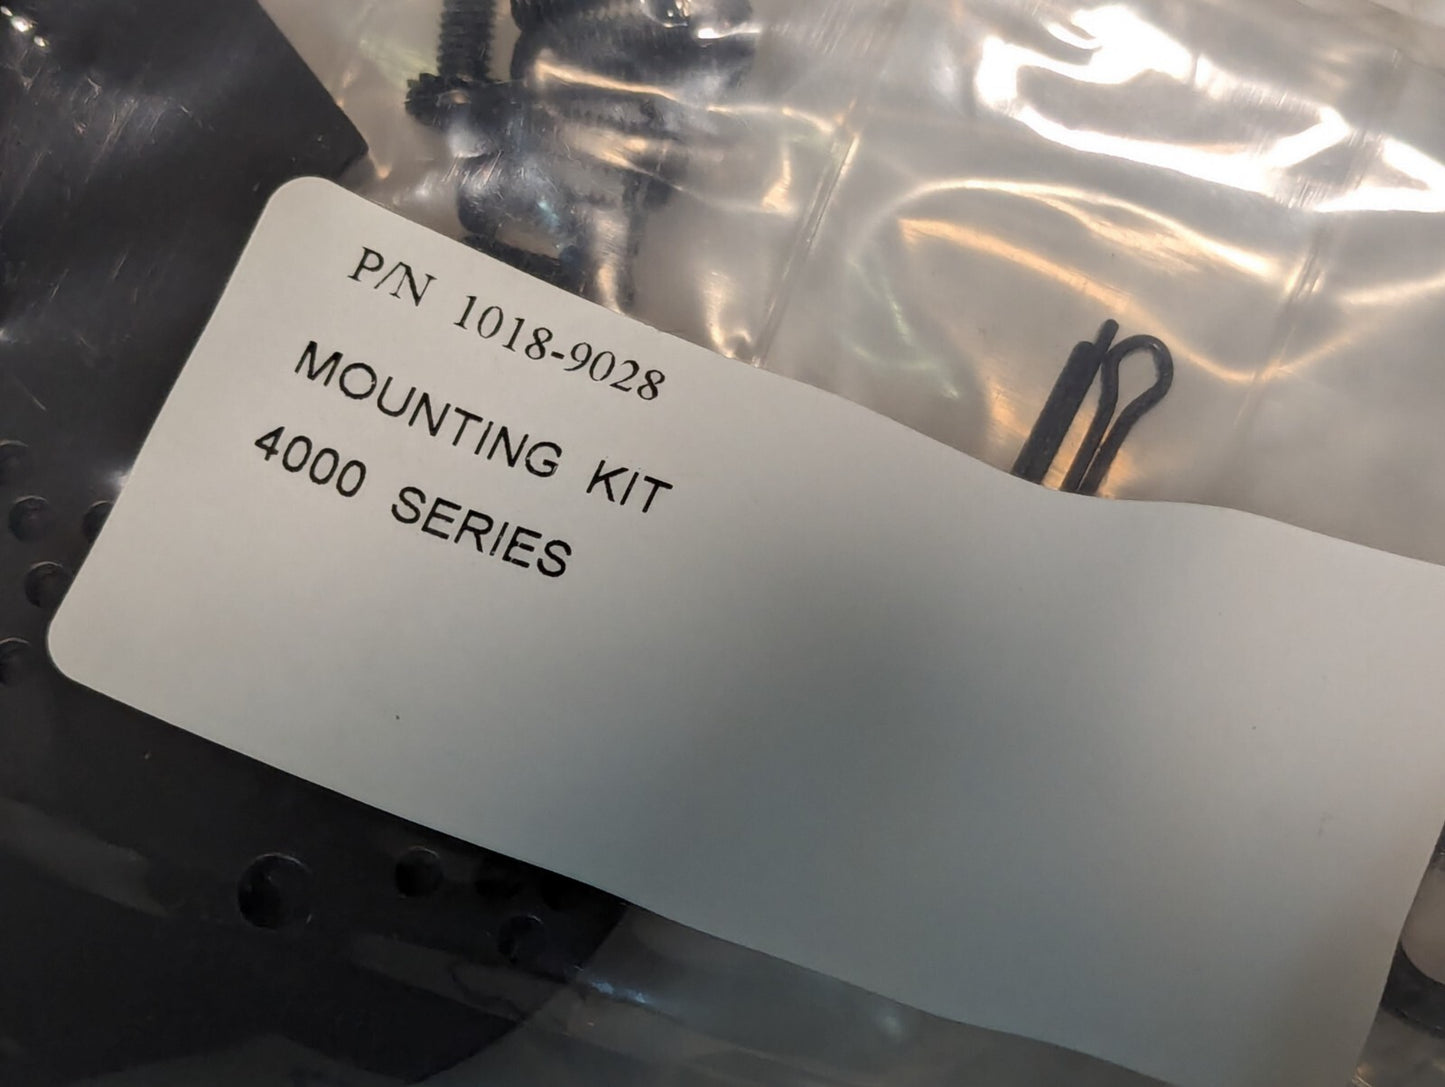 P/N 1018-9028
MOUNTING KIT
4000 SERIES